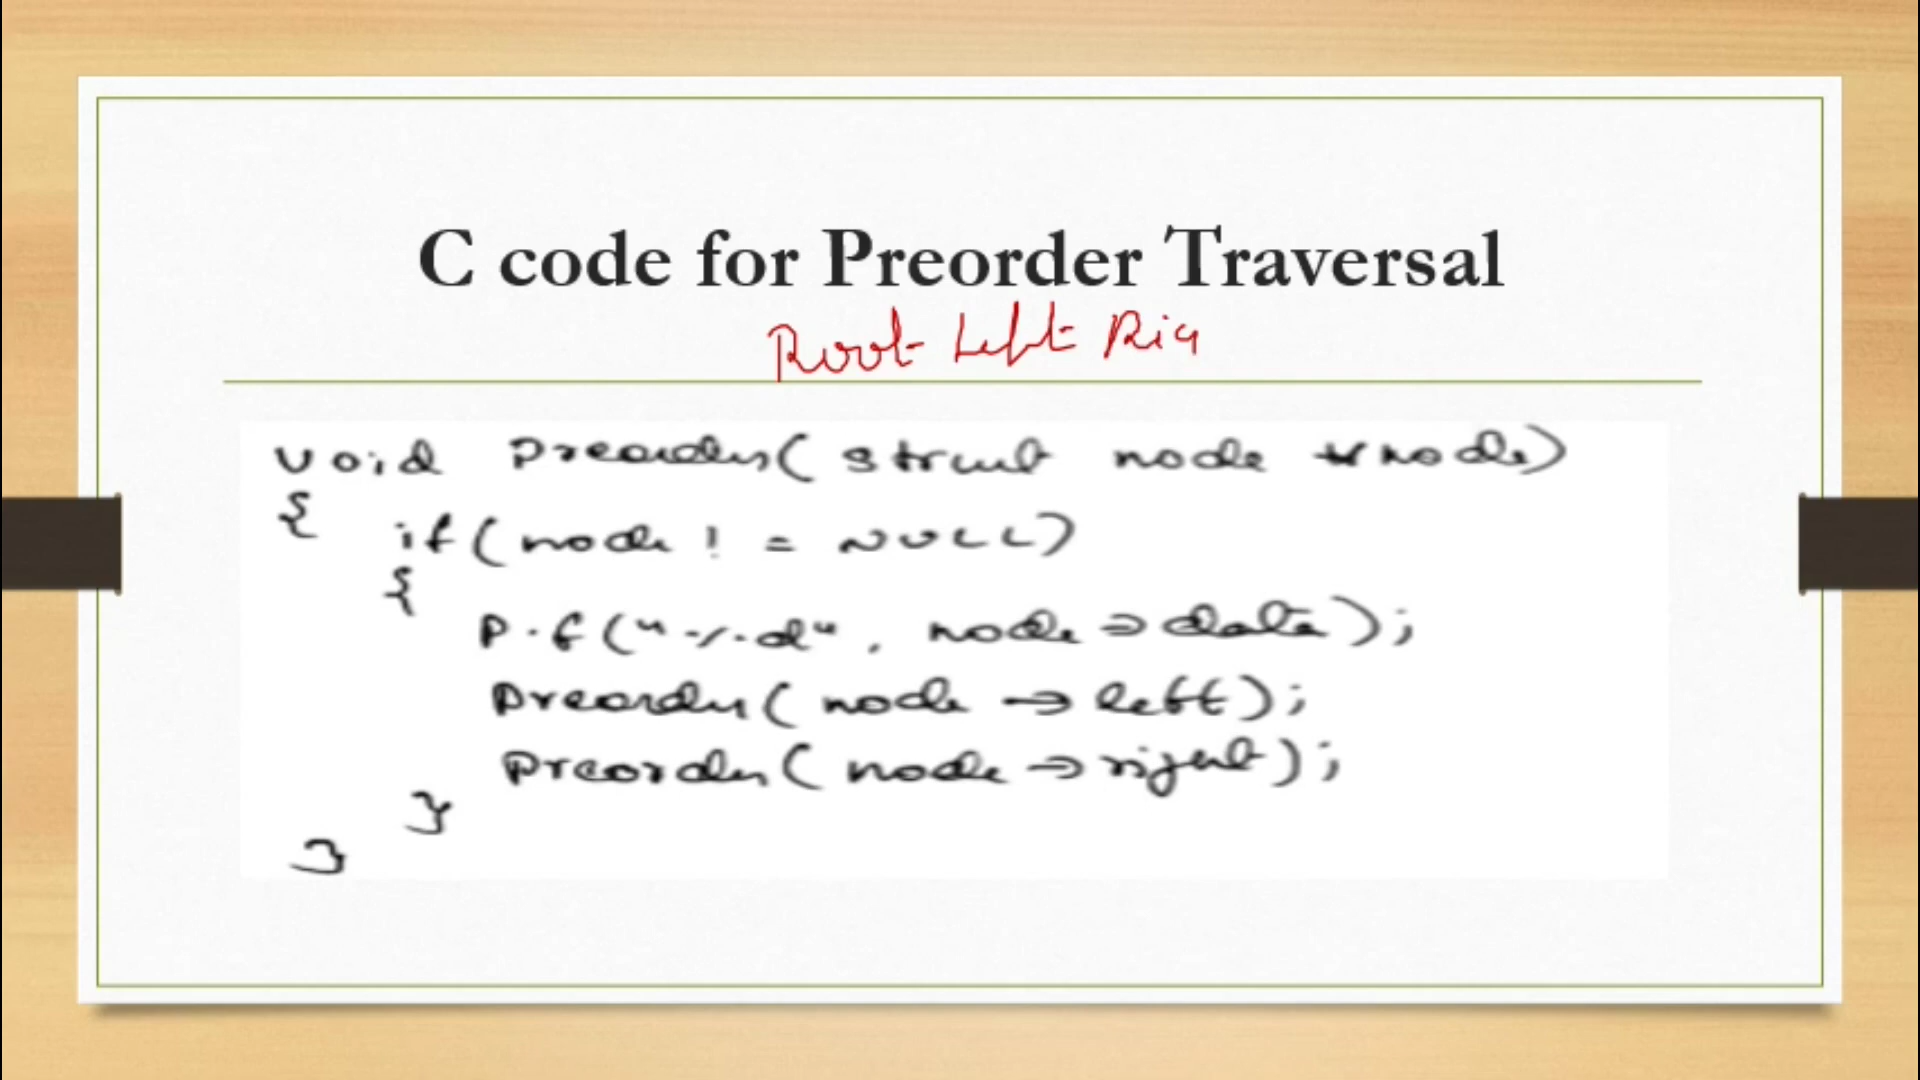 C code for Preorder Traversal
Root Left Rig
void preorder(struct node *node)
{
if(node != NULL)
{
p.f("%d", node->data);
preorder(node->left);
preorder(node->right);
}
}